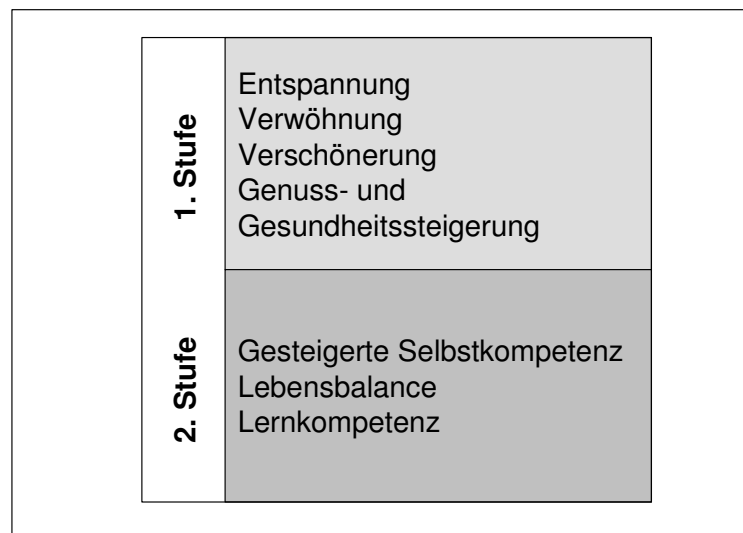 1. Stufe
Entspannung
Verwöhnung
Verschönerung
Genuss- und
Gesundheitssteigerung
2. Stufe
Gesteigerte Selbstkompetenz
Lebensbalance
Lernkompetenz